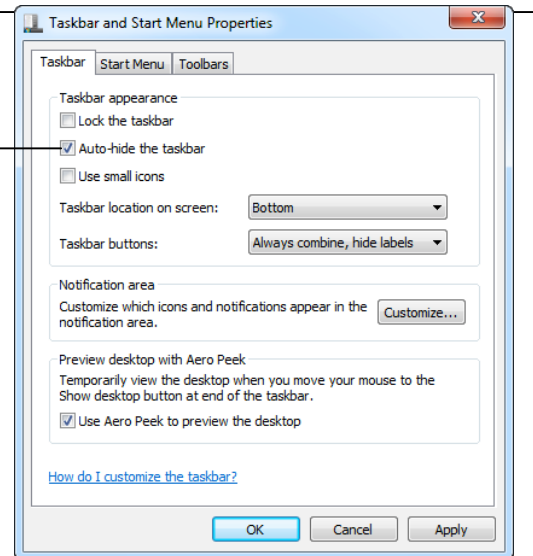 Taskbar and Start Menu Properties
Taskbar Start Menu Toolbars
Taskbar appearance
Lock the taskbar
Auto-hide the taskbar
Use small icons
Taskbar location on screen: Bottom
Taskbar buttons: Always combine, hide labels
Notification area
Customize which icons and notifications appear in the
notification area.
Customize...
Preview desktop with Aero Peek
Temporarily view the desktop when you move your mouse to the
Show desktop button at end of the taskbar.
Use Aero Peek to preview the desktop
How do I customize the taskbar?
OK Cancel Apply